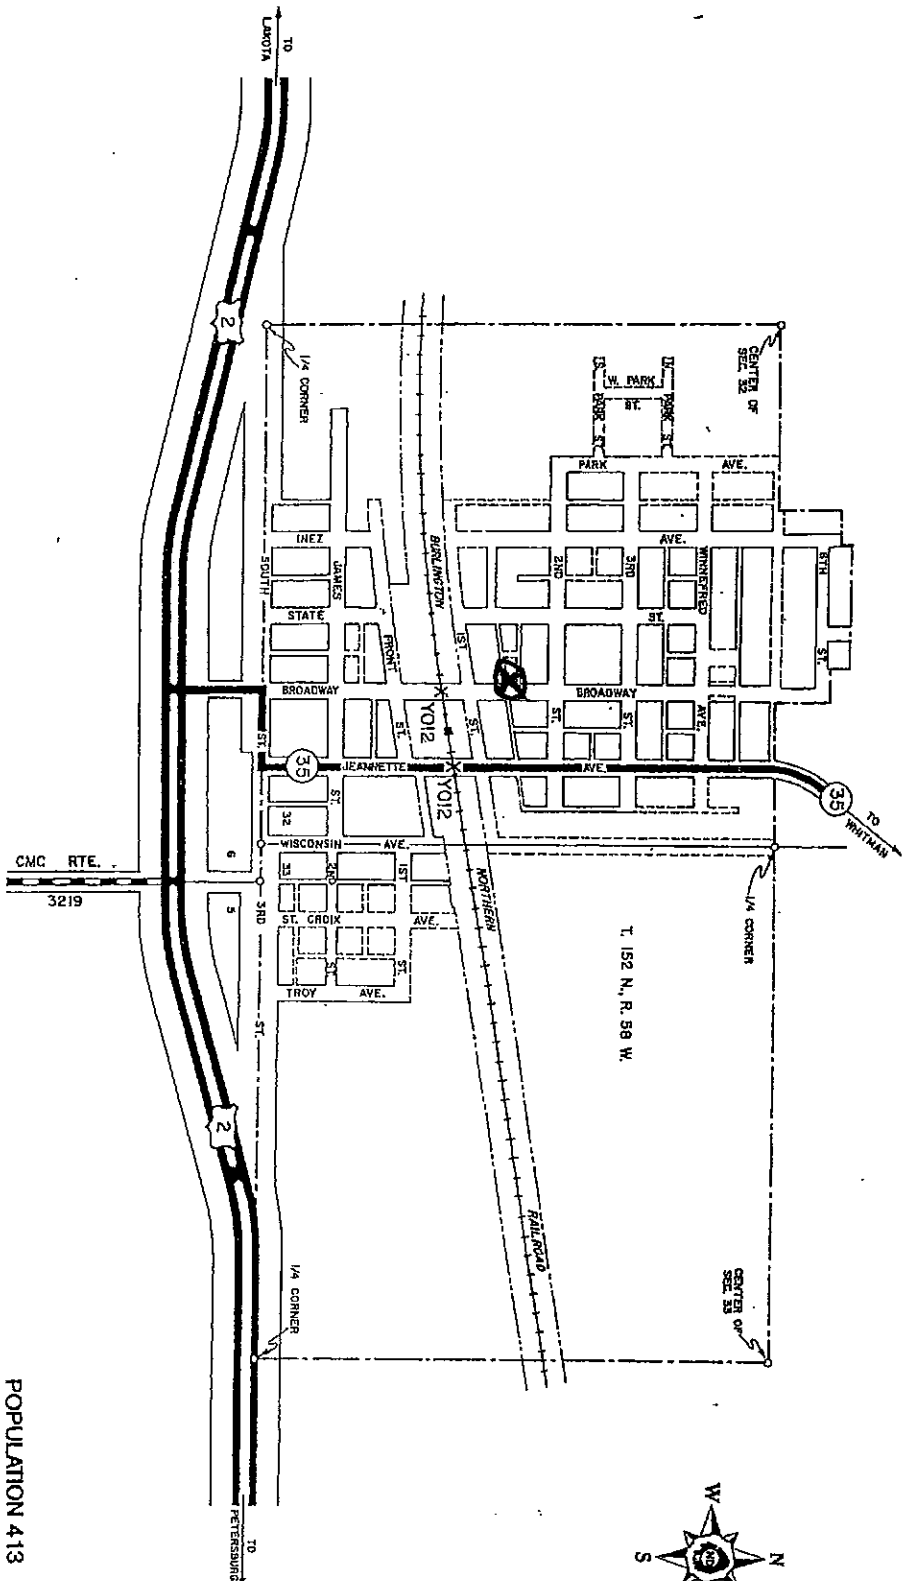 TO
LAKOTA
2
1/4 CORNER
CENTER OF
SEC. 32
N. PARK ST.
W. PARK
ST.
S. PARK ST.
PARK
AVE.
INEZ
AVE.
6TH
ST.
BURLINGTON
2ND
3RD
WINNEFRED
SOUTH
JAMES
STATE
ST.
FRONT
1ST
BROADWAY
BROADWAY
X Y012
ST.
ST.
ST.
ST.
AVE.
ST.
35
JEANNETTE
X Y012
AVE.
35
TO
WHITMAN
ST.
32
WISCONSIN AVE.
6
33
2ND
1ST
1/4 CORNER
CMC RTE.
3219
5
3RD
ST. CROIX
AVE.
NORTHERN
ST.
ST.
TROY AVE.
T. 152 N., R. 58 W.
ST.
2
RAILROAD
1/4 CORNER
CENTER OF
SEC. 33
TO
PETERSBURG
W
N
S
ND
POPULATION 413